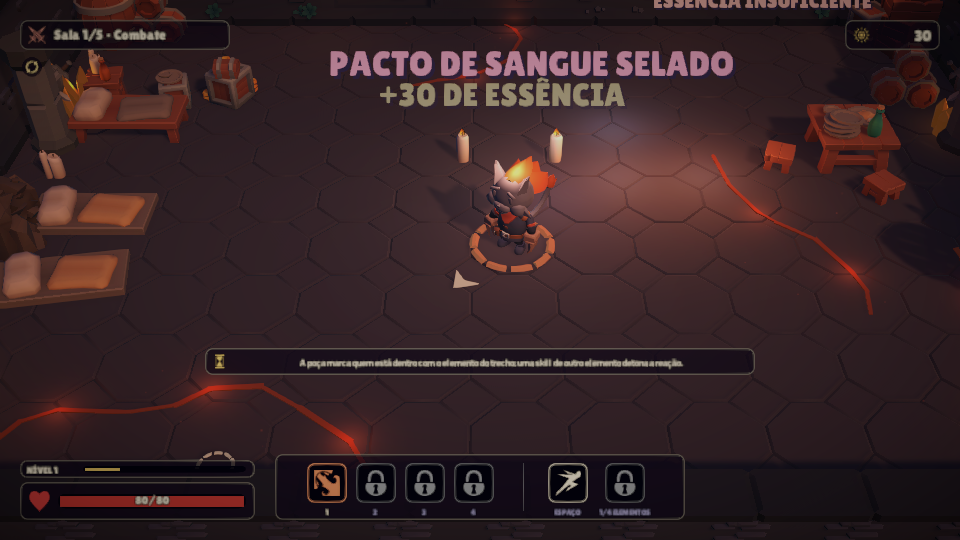 ESSÊNCIA INSUFICIENTE
Sala 1/5 - Combate
30
PACTO DE SANGUE SELADO
+30 DE ESSÊNCIA
A poça marca quem está dentro com o elemento do trecho: uma skill de outro elemento detona a reação.
NÍVEL 1
80/80
1
2
3
4
ESPAÇO
1/4 ELEMENTOS